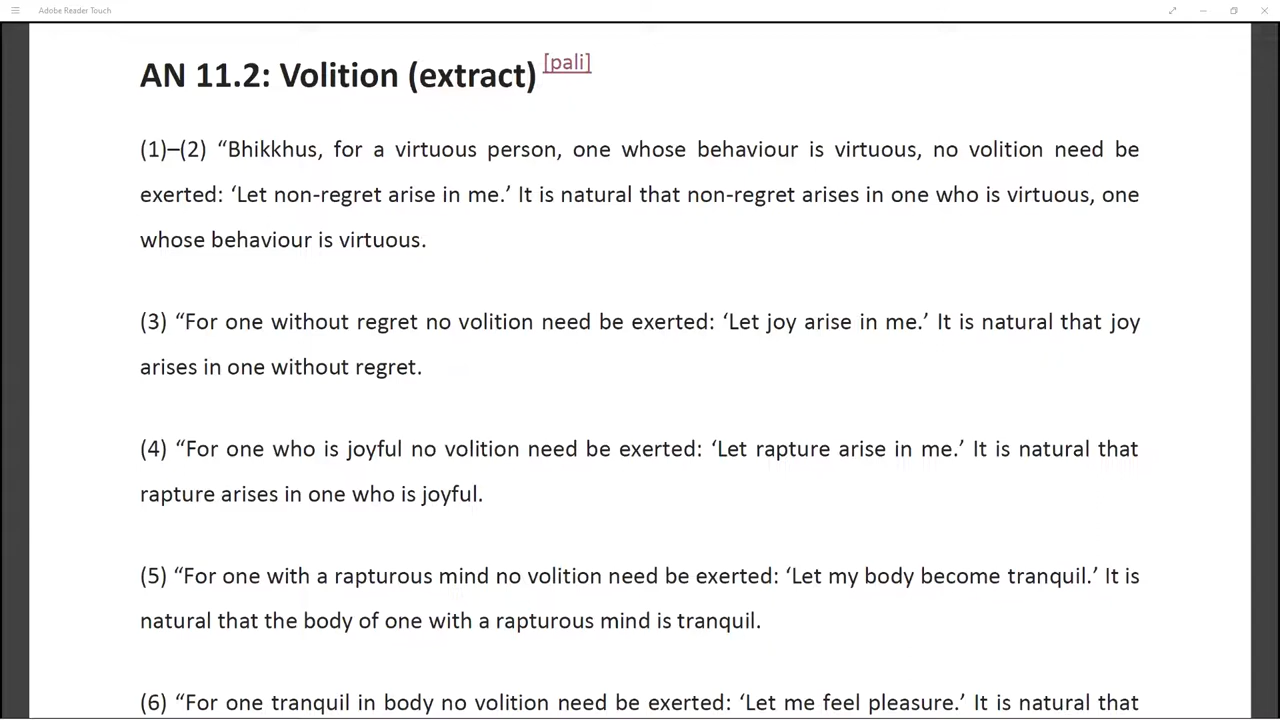 Adobe Reader Touch
AN 11.2: Volition (extract) [pali]
(1)–(2) “Bhikkhus, for a virtuous person, one whose behaviour is virtuous, no volition need be
exerted: ‘Let non-regret arise in me.’ It is natural that non-regret arises in one who is virtuous, one
whose behaviour is virtuous.
(3) “For one without regret no volition need be exerted: ‘Let joy arise in me.’ It is natural that joy
arises in one without regret.
(4) “For one who is joyful no volition need be exerted: ‘Let rapture arise in me.’ It is natural that
rapture arises in one who is joyful.
(5) “For one with a rapturous mind no volition need be exerted: ‘Let my body become tranquil.’ It is
natural that the body of one with a rapturous mind is tranquil.
(6) “For one tranquil in body no volition need be exerted: ‘Let me feel pleasure.’ It is natural that